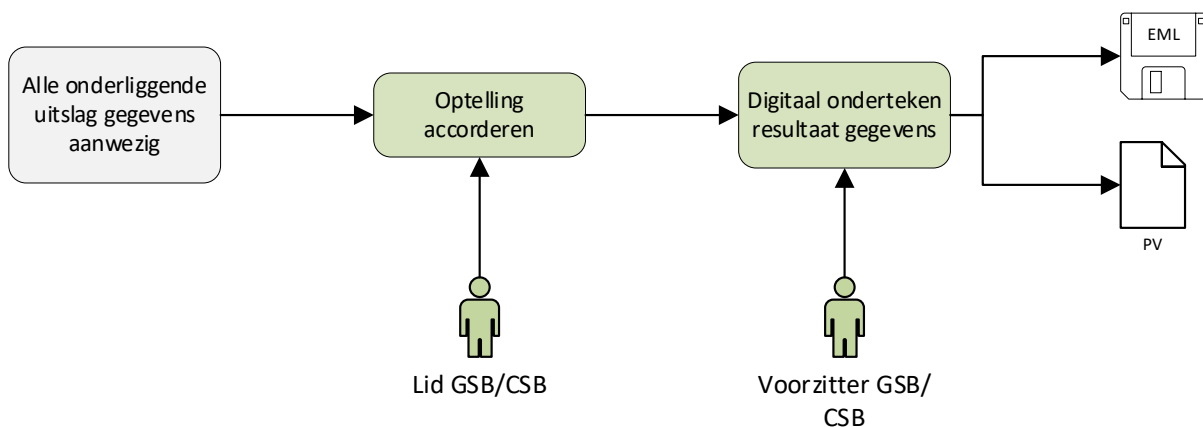 Alle onderliggende
uitslag gegevens
aanwezig
Optelling
accorderen
Digitaal onderteken
resultaat gegevens
EML
PV
Lid GSB/CSB
Voorzitter GSB/
CSB